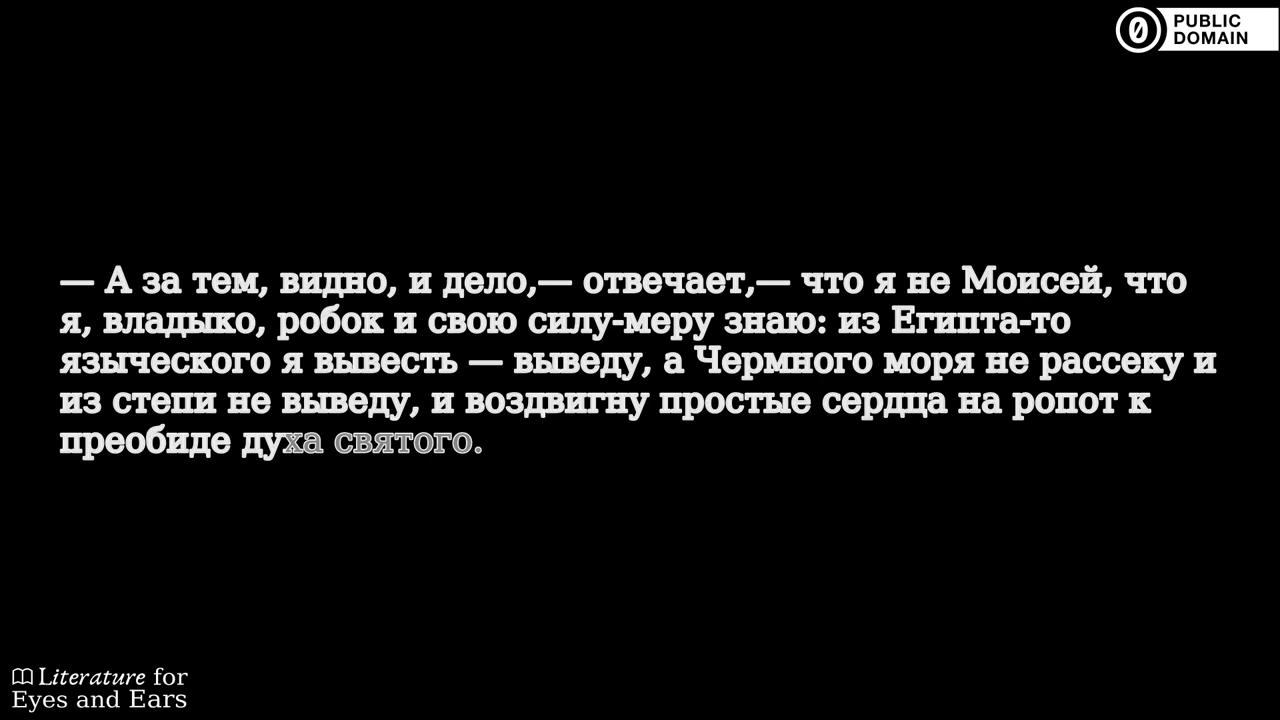 PUBLIC
DOMAIN
— А за тем, видно, и дело,— отвечает,— что я не Моисей, что
я, владыко, робок и свою силу-меру знаю: из Египта-то
языческого я вывесть — выведу, а Чермного моря не рассеку и
из степи не выведу, и воздвигну простые сердца на ропот к
преобиде духа святого.
Literature for
Eyes and Ears